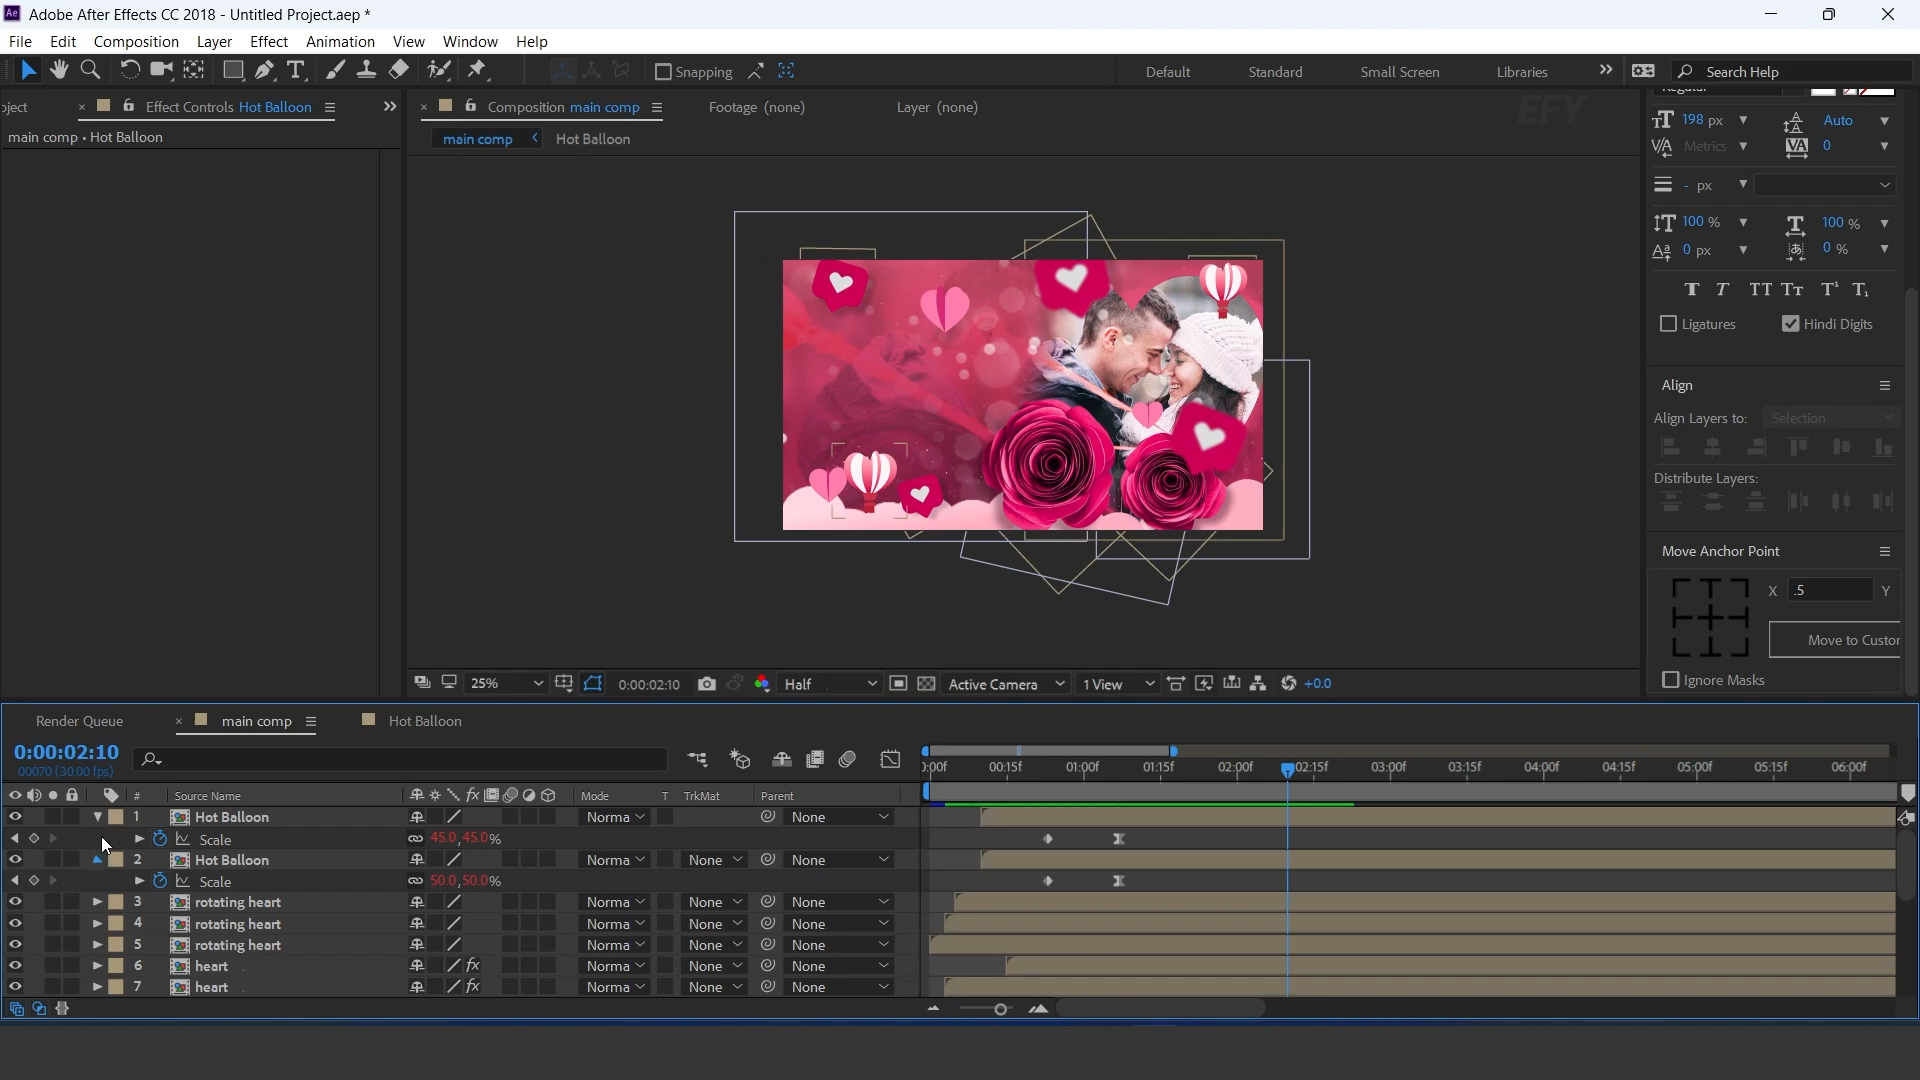 Adobe After Effects CC 2018 - Untitled Project.aep *
File Edit Composition Layer Effect Animation View Window Help
Snapping Default Standard Small Screen Libraries Search Help
oject Effect Controls Hot Balloon Composition main comp Footage (none) Layer (none) EFY
main comp • Hot Balloon
main comp Hot Balloon
198 px Auto
Metrics 0
- px
100 % 100 %
0 px 0 %
T T TT Tт T¹ T₁
Ligatures Hindi Digits
Align
Align Layers to: Selection
Distribute Layers:
Move Anchor Point
X .5 Y
Move to Custor
Ignore Masks
25% 0:00:02:10 Half Active Camera 1 View +0.0
Render Queue main comp Hot Balloon
0:00:02:10
00070 (30.00 fps)
):00f 00:15f 01:00f 01:15f 02:00f 02:15f 03:00f 03:15f 04:00f 04:15f 05:00f 05:15f 06:00f
# Source Name Mode T TrkMat Parent
1 Hot Balloon Norma None
Scale 45.0,45.0%
2 Hot Balloon Norma None None
Scale 50.0,50.0%
3 rotating heart Norma None None
4 rotating heart Norma None None
5 rotating heart Norma None None
6 heart fx Norma None None
7 heart fx Norma None None